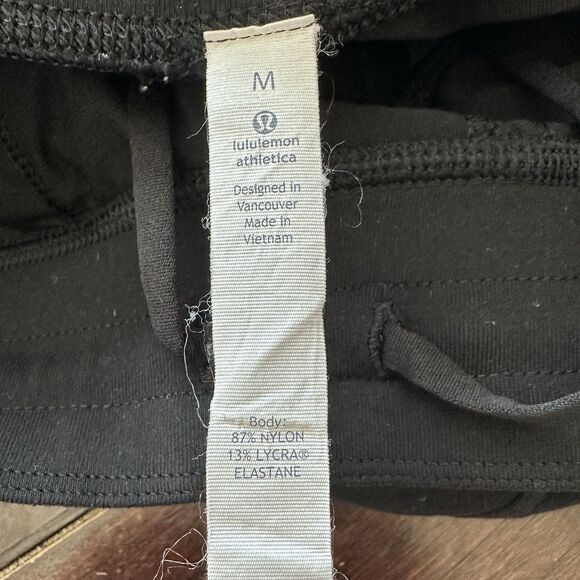 M
lululemon
athletica
Designed in
Vancouver
Made in
Vietnam
Body:
87% NYLON
13% LYCRA®
ELASTANE